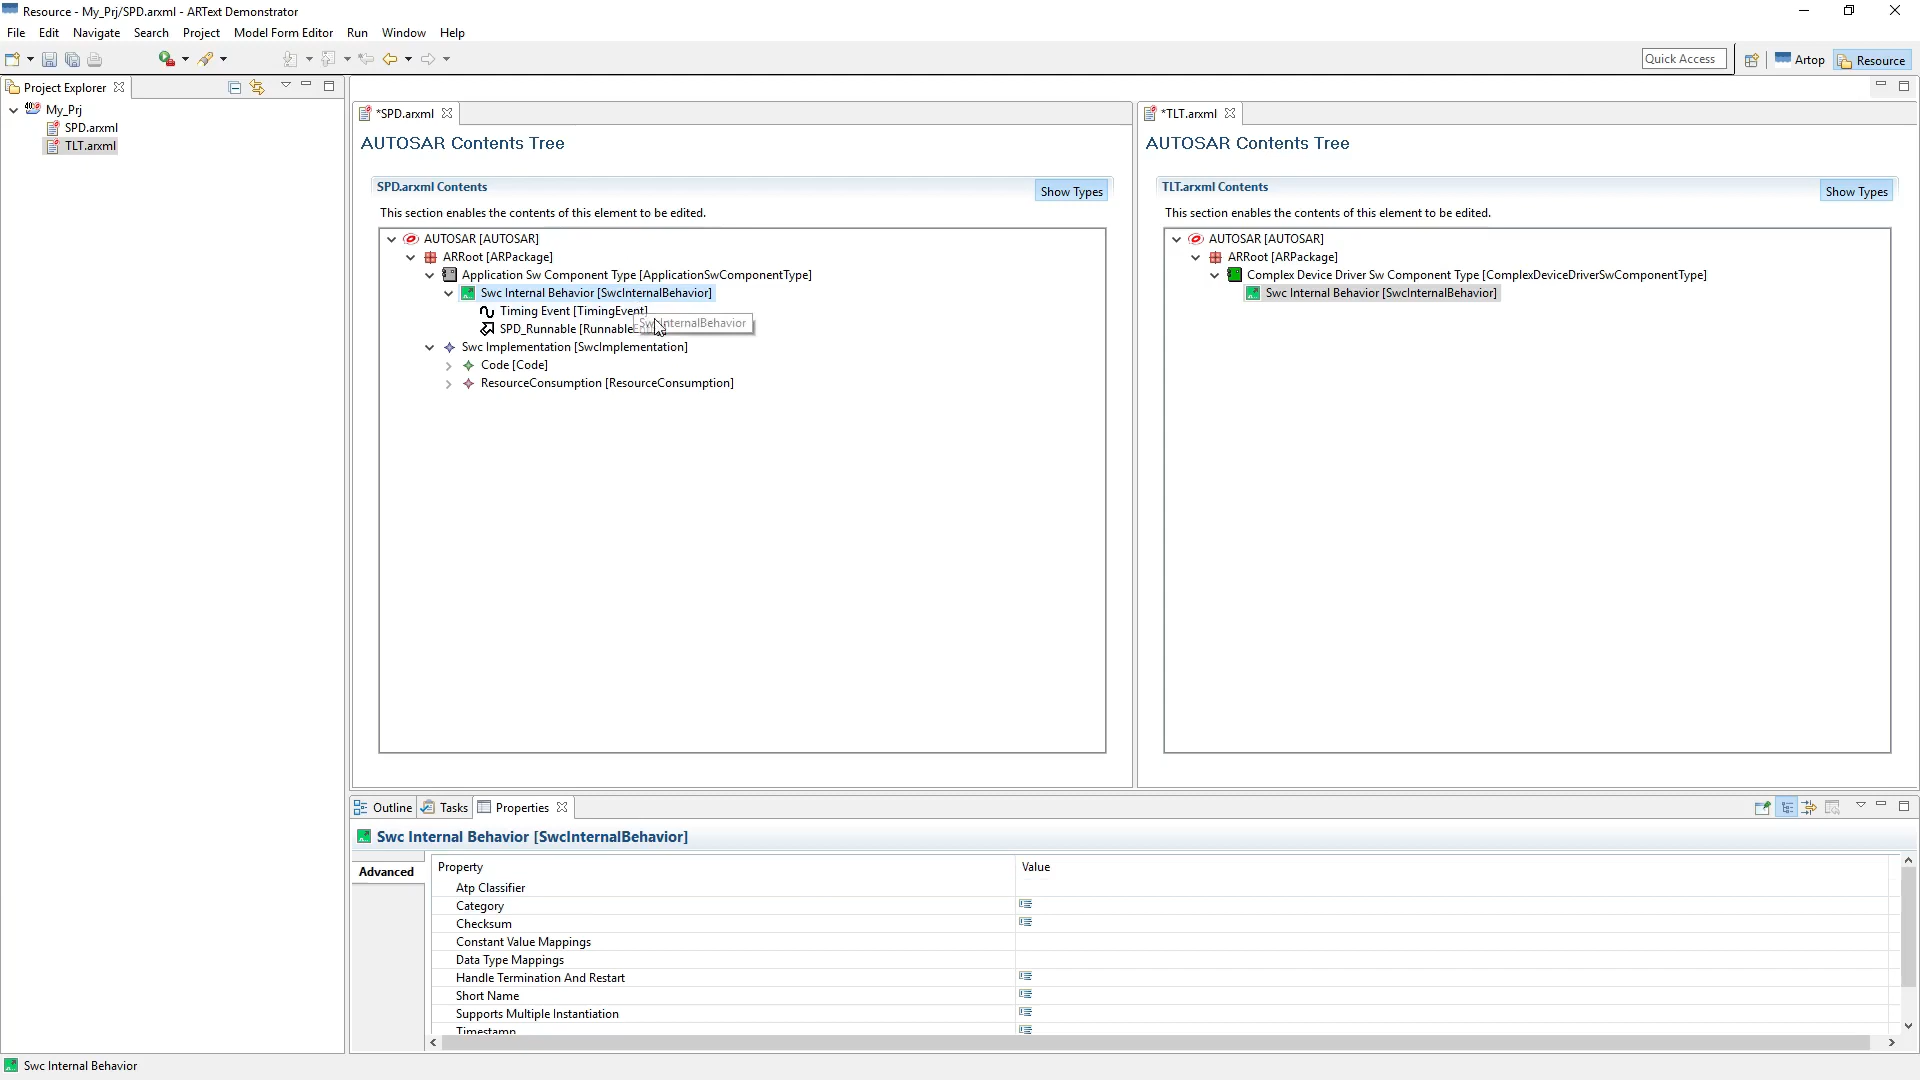 Resource - My_Prj/SPD.arxml - ARText Demonstrator
File Edit Navigate Search Project Model Form Editor Run Window Help
Quick Access Artop Resource
Project Explorer
My_Prj
SPD.arxml
TLT.arxml
*SPD.arxml
AUTOSAR Contents Tree
SPD.arxml Contents
Show Types
This section enables the contents of this element to be edited.
AUTOSAR [AUTOSAR]
ARRoot [ARPackage]
Application Sw Component Type [ApplicationSwComponentType]
Swc Internal Behavior [SwcInternalBehavior]
Timing Event [TimingEvent]
SPD_Runnable [Runnable
SwcInternalBehavior
Swc Implementation [SwcImplementation]
Code [Code]
ResourceConsumption [ResourceConsumption]
*TLT.arxml
AUTOSAR Contents Tree
TLT.arxml Contents
Show Types
This section enables the contents of this element to be edited.
AUTOSAR [AUTOSAR]
ARRoot [ARPackage]
Complex Device Driver Sw Component Type [ComplexDeviceDriverSwComponentType]
Swc Internal Behavior [SwcInternalBehavior]
Outline Tasks Properties
Swc Internal Behavior [SwcInternalBehavior]
Advanced
Property Value
Atp Classifier
Category
Checksum
Constant Value Mappings
Data Type Mappings
Handle Termination And Restart
Short Name
Supports Multiple Instantiation
Timestamp
Swc Internal Behavior